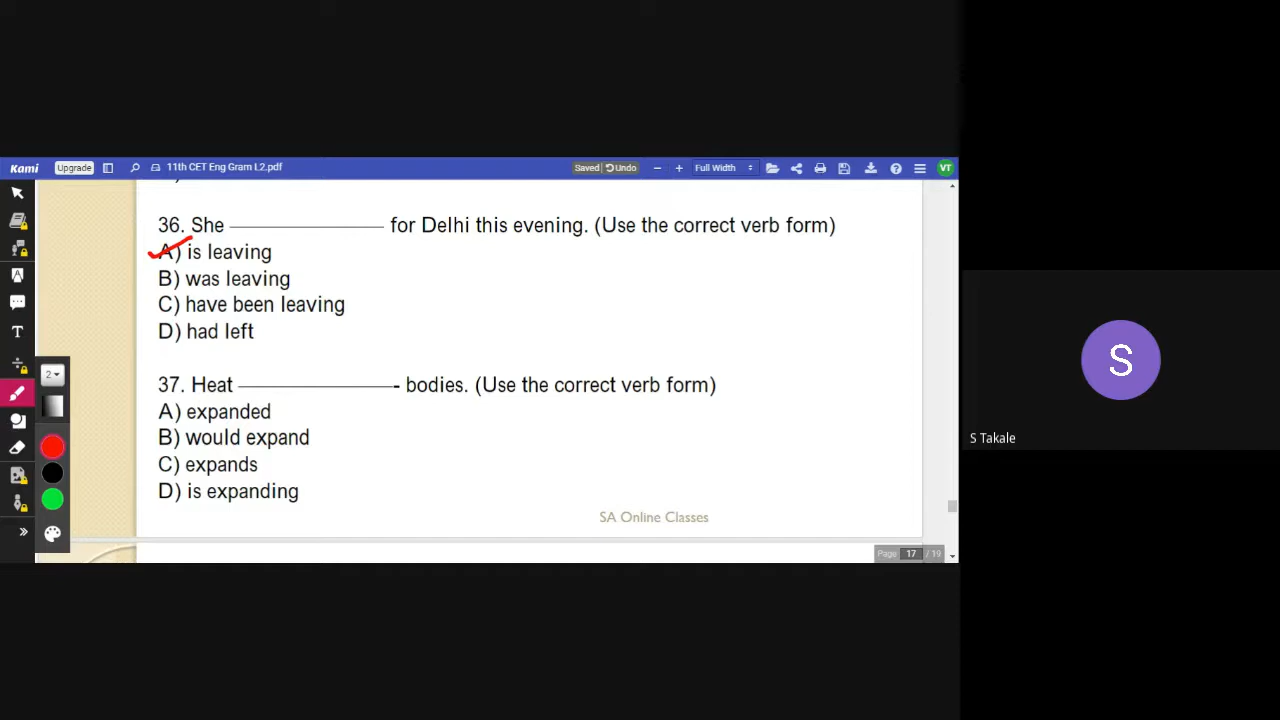 Kami
Upgrade
11th CET Eng Gram L2.pdf
Saved Undo
Full Width
VT
36. She ———————— for Delhi this evening. (Use the correct verb form)
A) is leaving
B) was leaving
C) have been leaving
D) had left
2
37. Heat ————————- bodies. (Use the correct verb form)
A) expanded
B) would expand
C) expands
D) is expanding
SA Online Classes
Page 17 / 19
S
S Takale